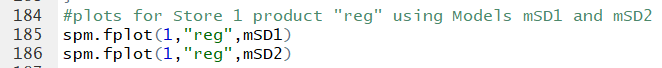 184 #plots for Store 1 product "reg" using Models mSD1 and mSD2
185 spm.fplot(1,"reg",mSD1)
186 spm.fplot(1,"reg",mSD2)